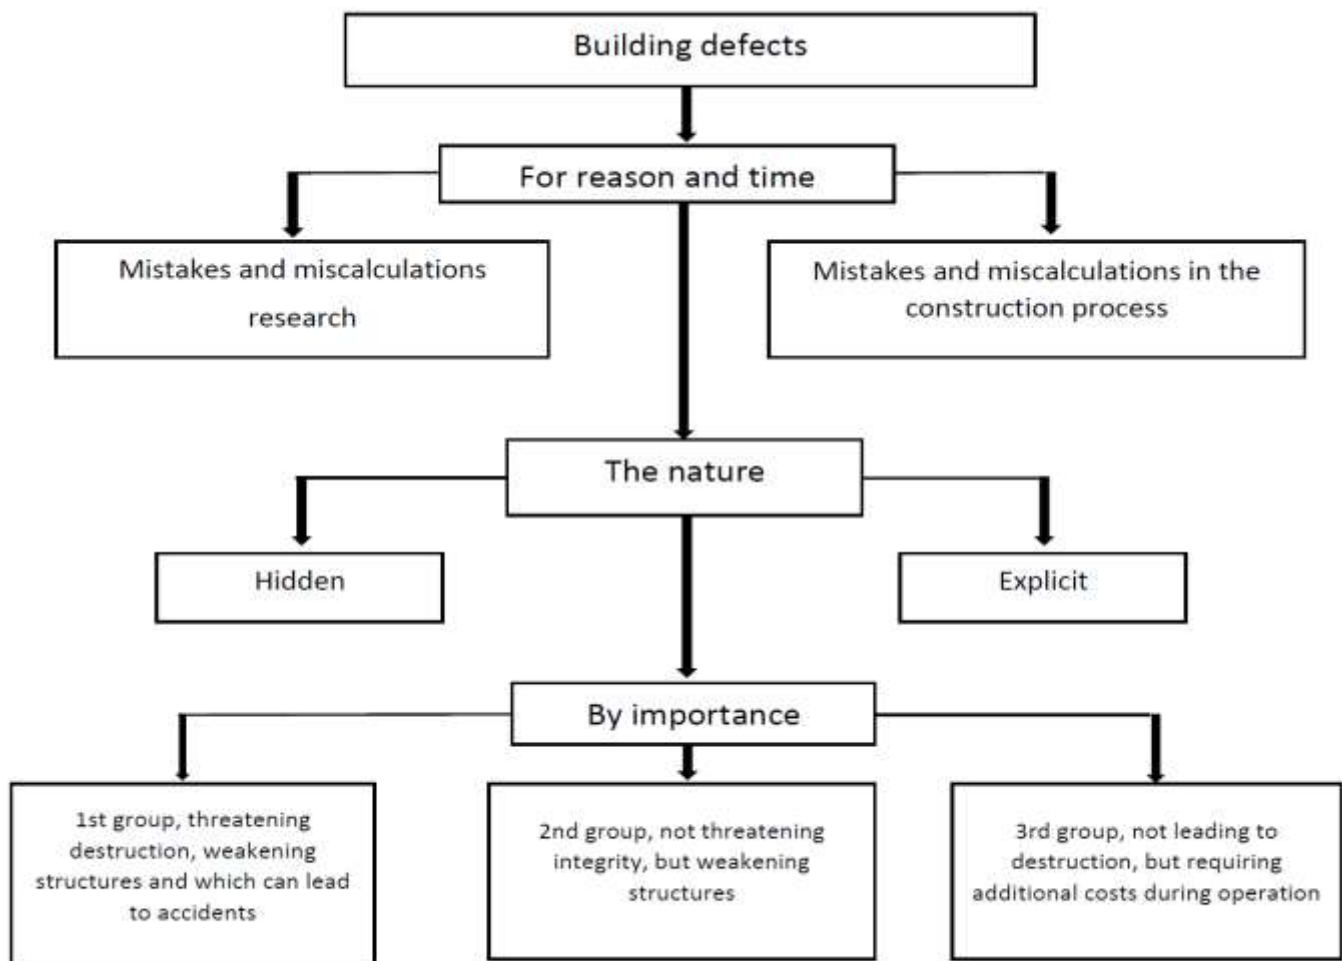 Building defects
For reason and time
Mistakes and miscalculations
research
Mistakes and miscalculations in the
construction process
The nature
Hidden
Explicit
By importance
1st group, threatening
destruction, weakening
structures and which can lead
to accidents
2nd group, not threatening
integrity, but weakening
structures
3rd group, not leading to
destruction, but requiring
additional costs during operation